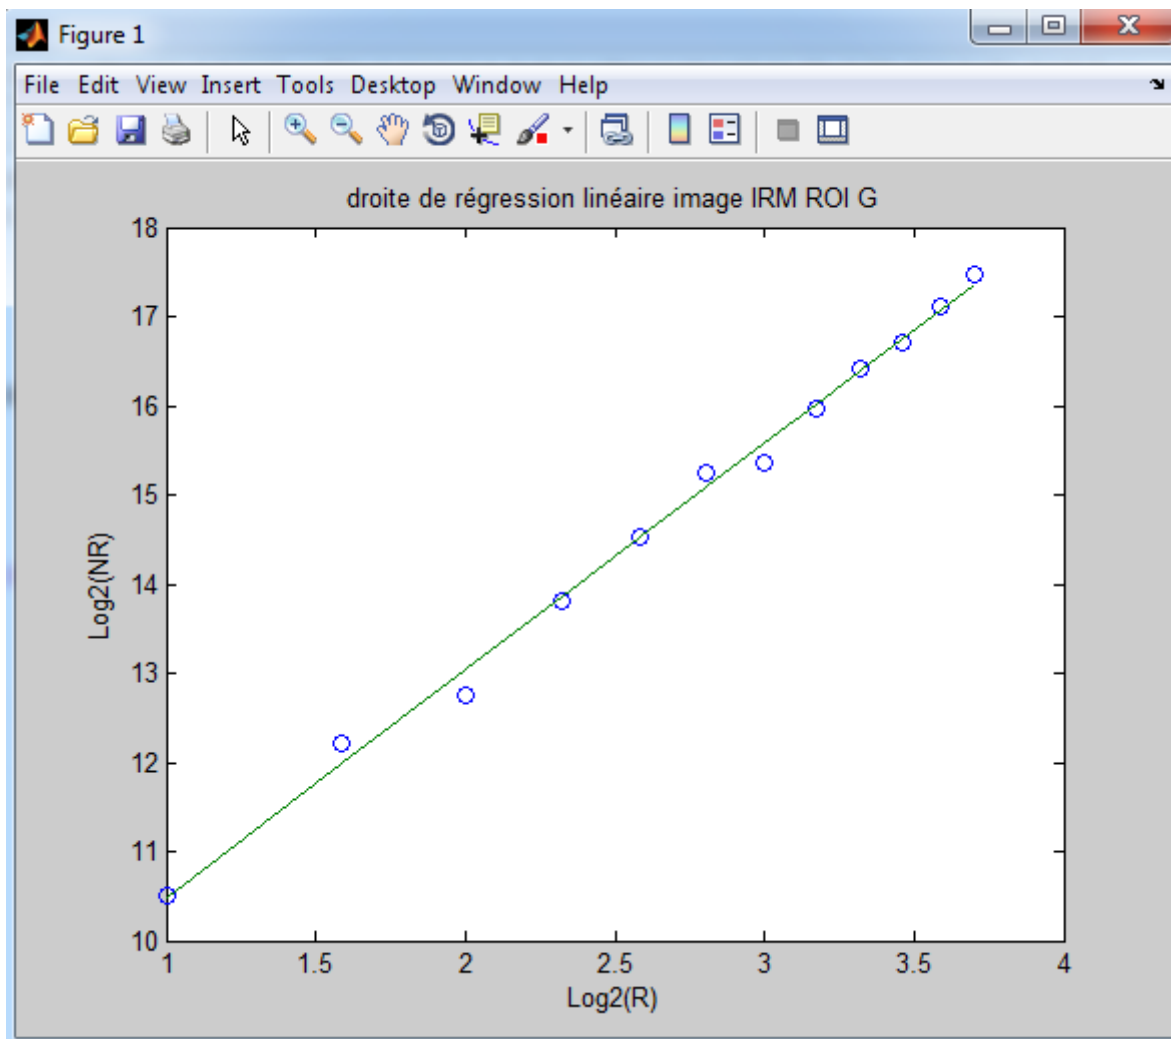 Figure 1
File Edit View Insert Tools Desktop Window Help
droite de régression linéaire image IRM ROI G
18
17
16
15
14
13
12
11
10
Log2(NR)
1 1.5 2 2.5 3 3.5 4
Log2(R)